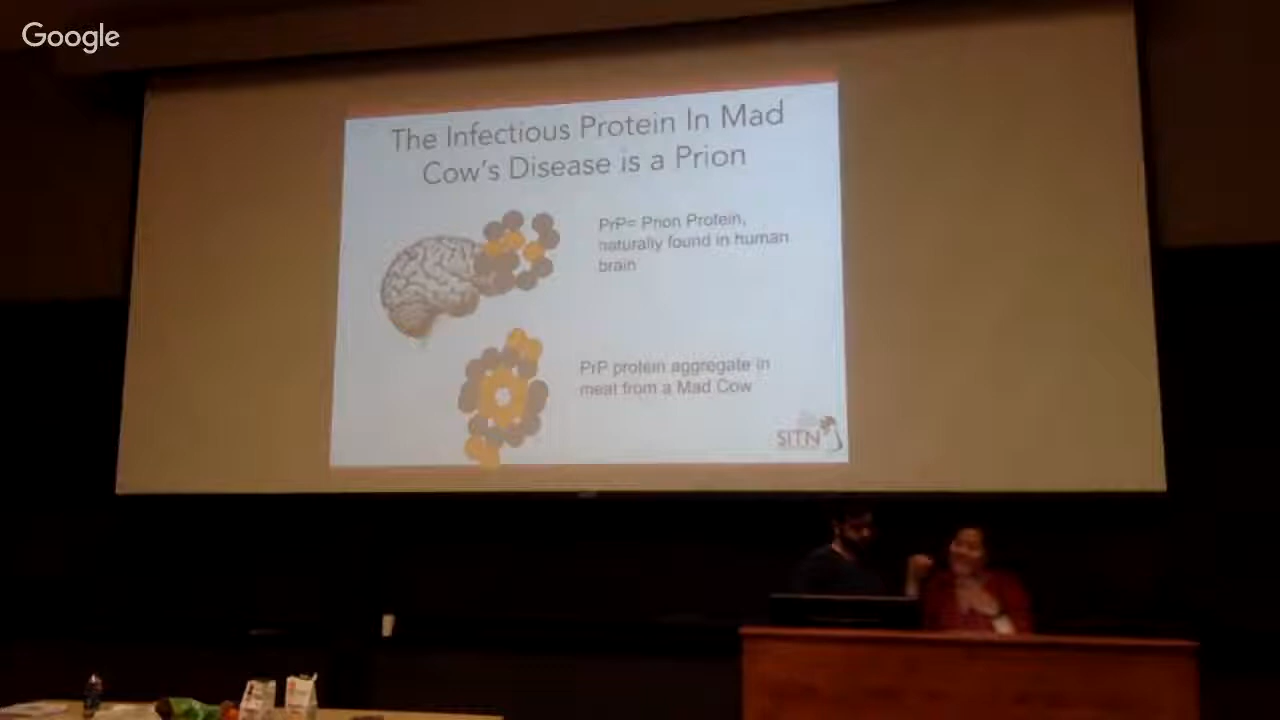 Google
The Infectious Protein In Mad
Cow's Disease is a Prion
PrP= Prion Protein,
naturally found in human
brain
PrP protein aggregate in
meat from a Mad Cow
SITN